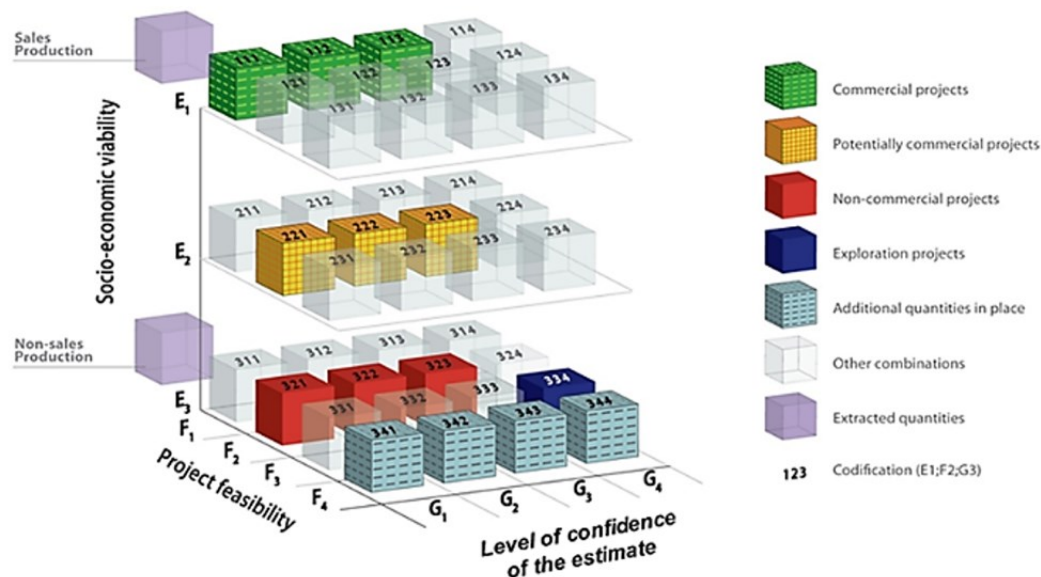 Sales
Production
Socio-economic viability
E1
111
112
113
114
121
122
123
124
131
132
133
134
E2
211
212
213
214
221
222
223
224
231
232
233
234
Non-sales
Production
E3
311
312
313
314
321
322
323
324
331
332
333
334
341
342
343
344
F1
F2
F3
F4
Project feasibility
G1
G2
G3
G4
Level of confidence
of the estimate
Commercial projects
Potentially commercial projects
Non-commercial projects
Exploration projects
Additional quantities in place
Other combinations
Extracted quantities
123 Codification (E1;F2;G3)